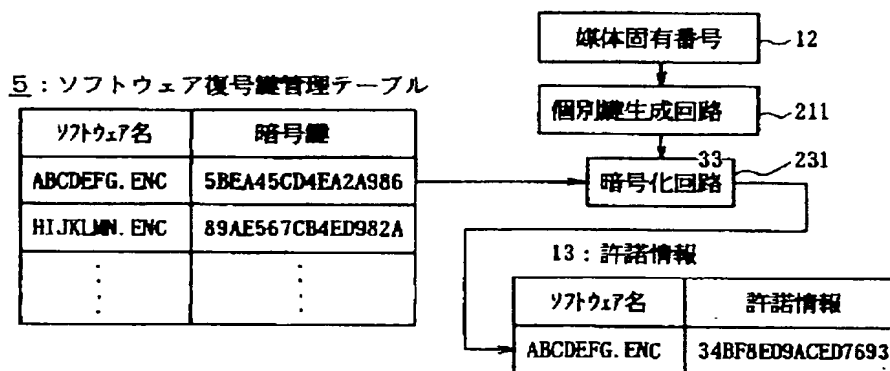 媒体固有番号
12
5:ソフトウェア復号鍵管理テーブル
個別鍵生成回路
211
ソフトウェア名 暗号鍵
33
暗号化回路
231
ABCDEFG.ENC 5BEA45CD4EA2A986
HIJKLMN.ENC 89AE567CB4ED982A
13:許諾情報
ソフトウェア名 許諾情報
ABCDEFG.ENC 34BF8ED9ACED7693